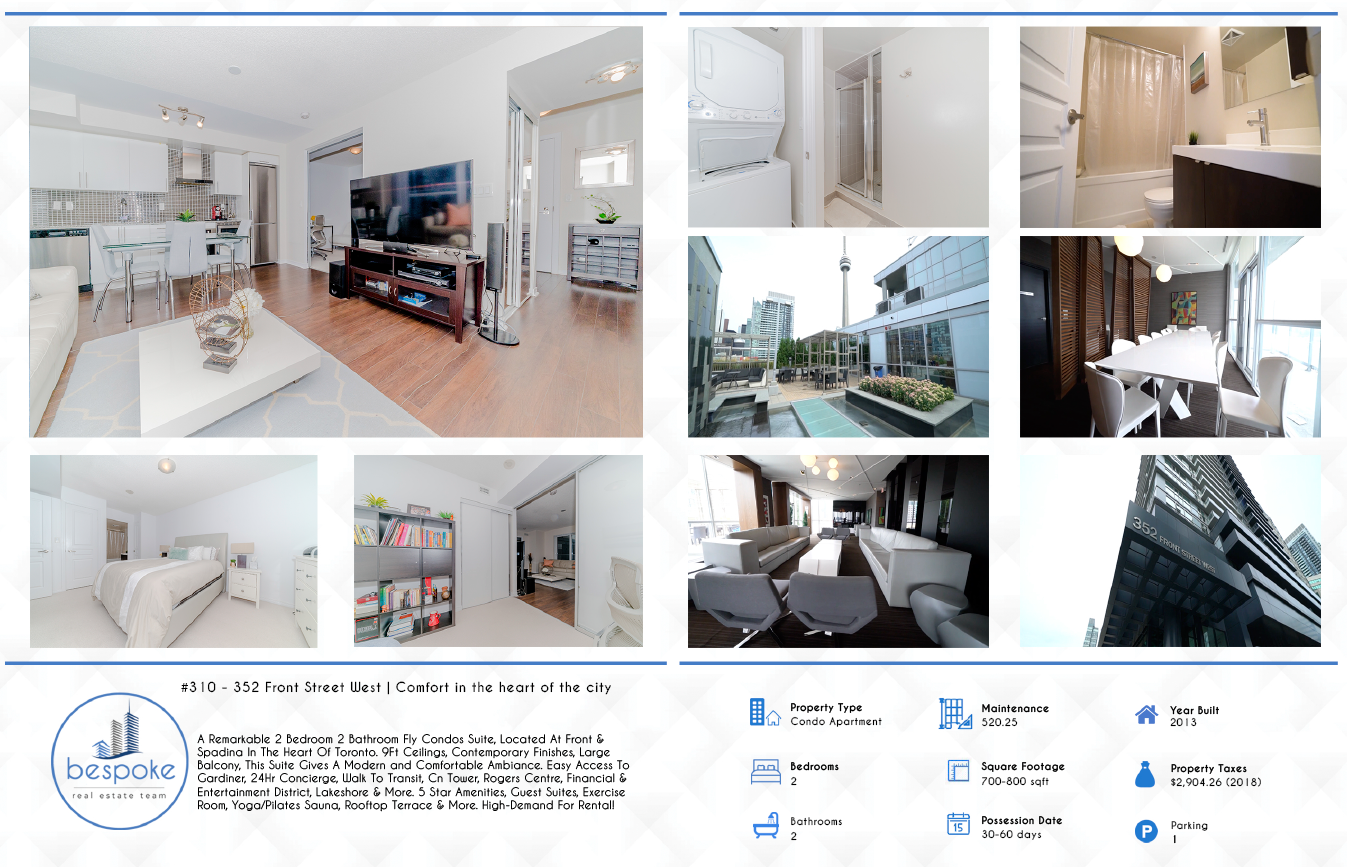 352 FRONT STREET WEST
#310 - 352 Front Street West | Comfort in the heart of the city
bespoke
real estate team
A Remarkable 2 Bedroom 2 Bathroom Fly Condos Suite, Located At Front &
Spadina In The Heart Of Toronto. 9Ft Ceilings, Contemporary Finishes, Large
Balcony, This Suite Gives A Modern and Comfortable Ambiance. Easy Access To
Gardiner, 24Hr Concierge, Walk To Transit, Cn Tower, Rogers Centre, Financial &
Entertainment District, Lakeshore & More. 5 Star Amenities, Guest Suites, Exercise
Room, Yoga/Pilates Sauna, Rooftop Terrace & More. High-Demand For Rental!
Property Type
Condo Apartment
Maintenance
520.25
Year Built
2013
Bedrooms
2
Square Footage
700-800 sqft
Property Taxes
$2,904.26 (2018)
Bathrooms
2
15
Possession Date
30-60 days
P
Parking
1